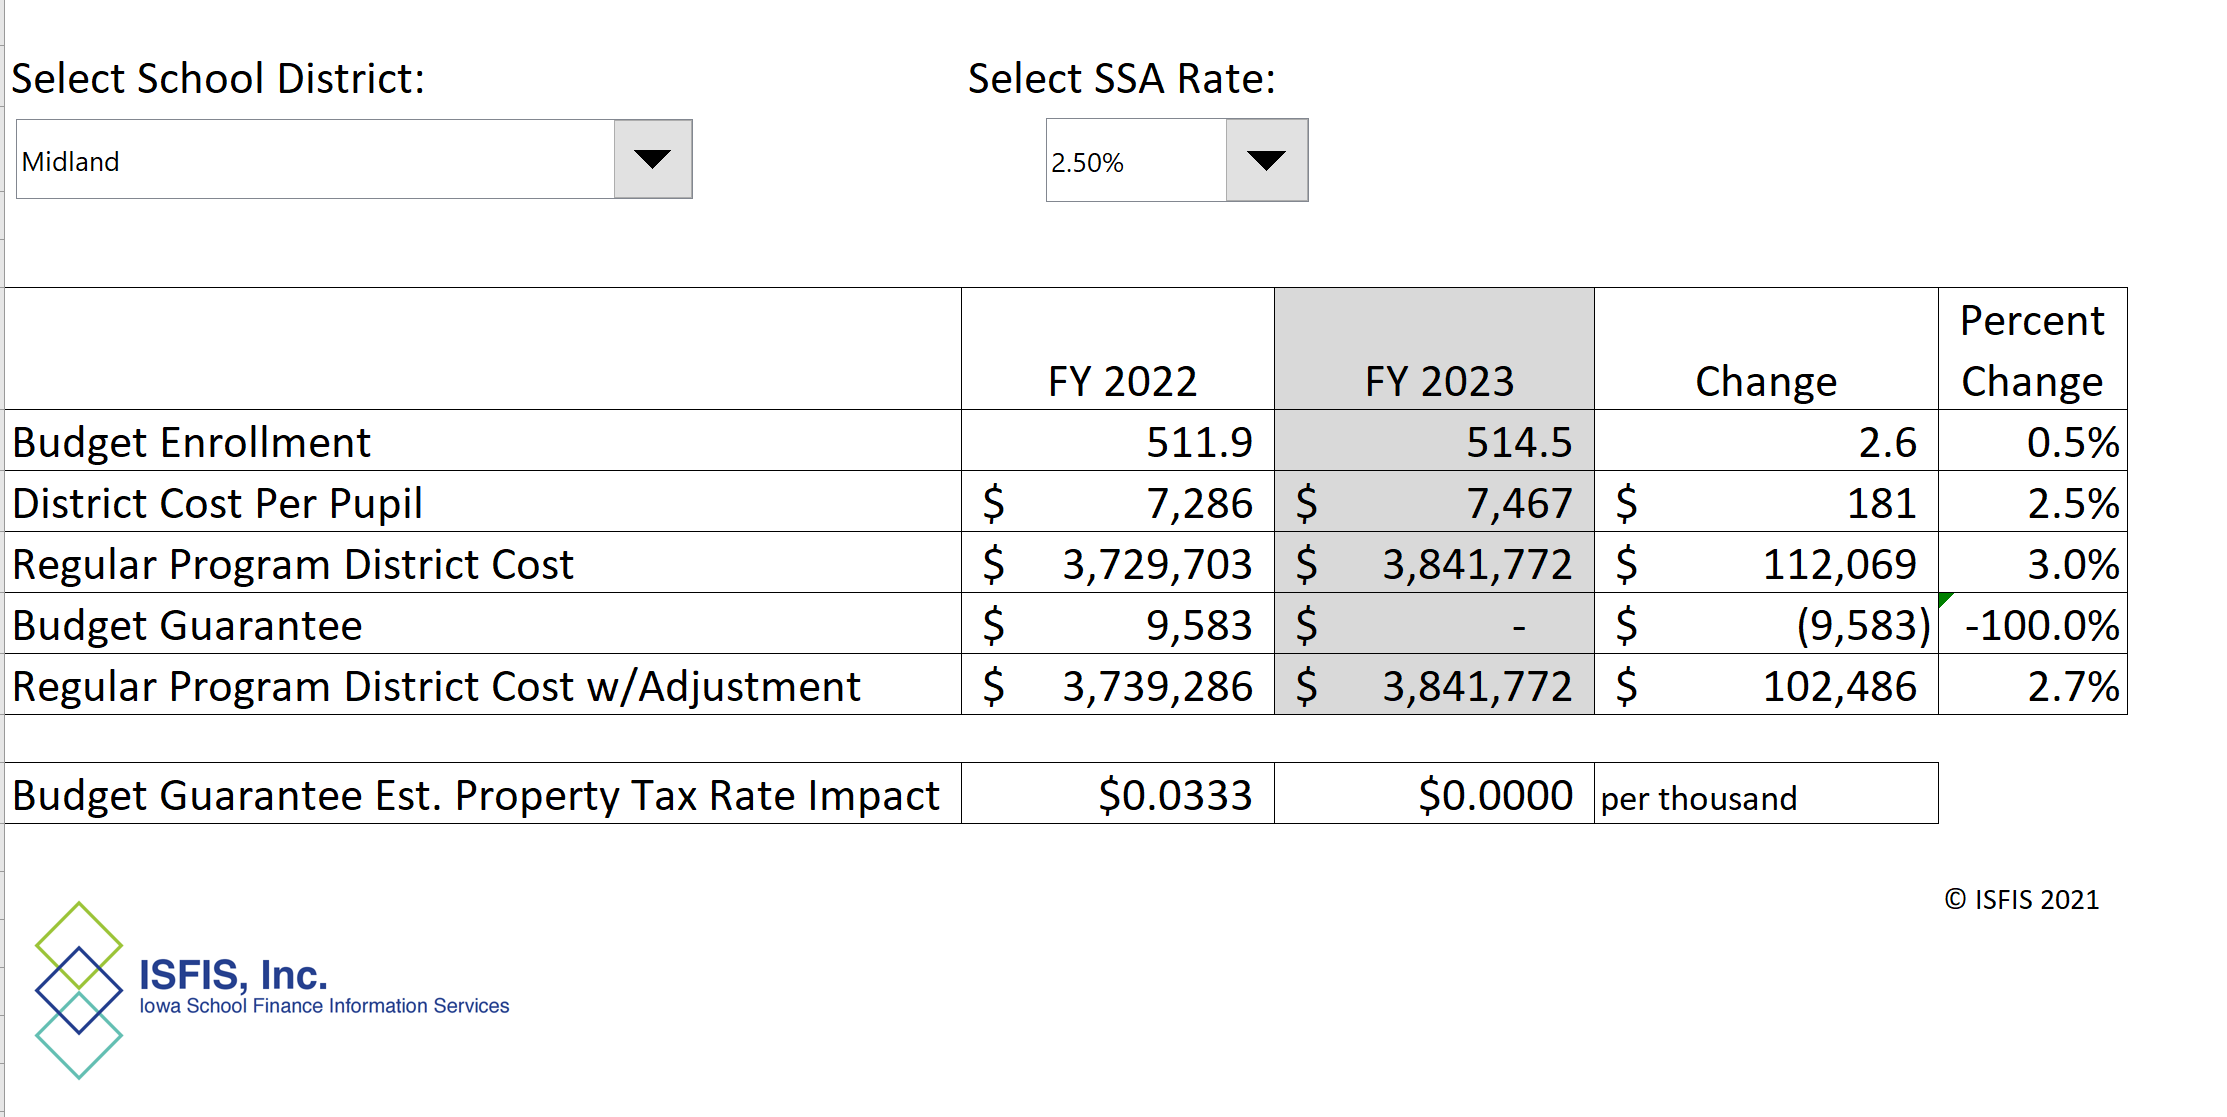 Select School District: Select SSA Rate:
Midland 2.50%
Percent
FY 2022 FY 2023 Change Change
Budget Enrollment 511.9 514.5 2.6 0.5%
District Cost Per Pupil $ 7,286 $ 7,467 $ 181 2.5%
Regular Program District Cost $ 3,729,703 $ 3,841,772 $ 112,069 3.0%
Budget Guarantee $ 9,583 $ - $ (9,583) -100.0%
Regular Program District Cost w/Adjustment $ 3,739,286 $ 3,841,772 $ 102,486 2.7%
Budget Guarantee Est. Property Tax Rate Impact $0.0333 $0.0000 per thousand
© ISFIS 2021
ISFIS, Inc.
Iowa School Finance Information Services